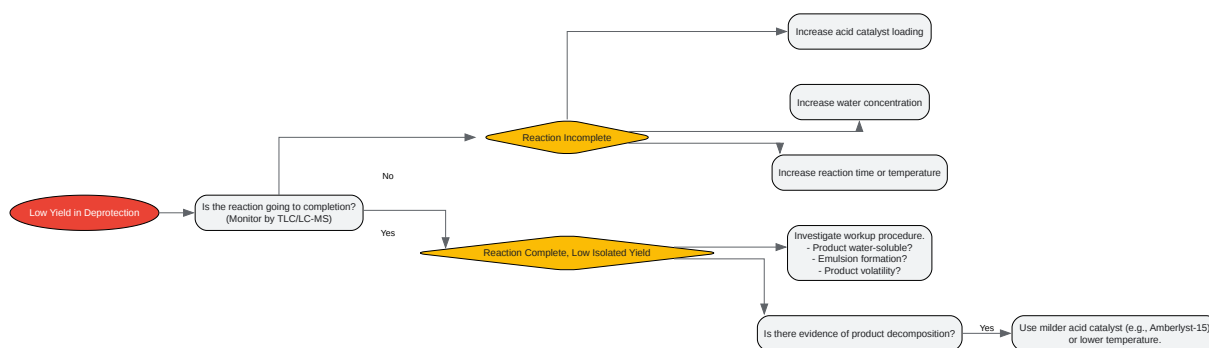 Low Yield in Deprotection
Is the reaction going to completion?
(Monitor by TLC/LC-MS)
No
Yes
Reaction Incomplete
Increase acid catalyst loading
Increase water concentration
Increase reaction time or temperature
Reaction Complete, Low Isolated Yield
Investigate workup procedure.
- Product water-soluble?
- Emulsion formation?
- Product volatility?
Is there evidence of product decomposition?
Yes
Use milder acid catalyst (e.g., Amberlyst-15)
or lower temperature.